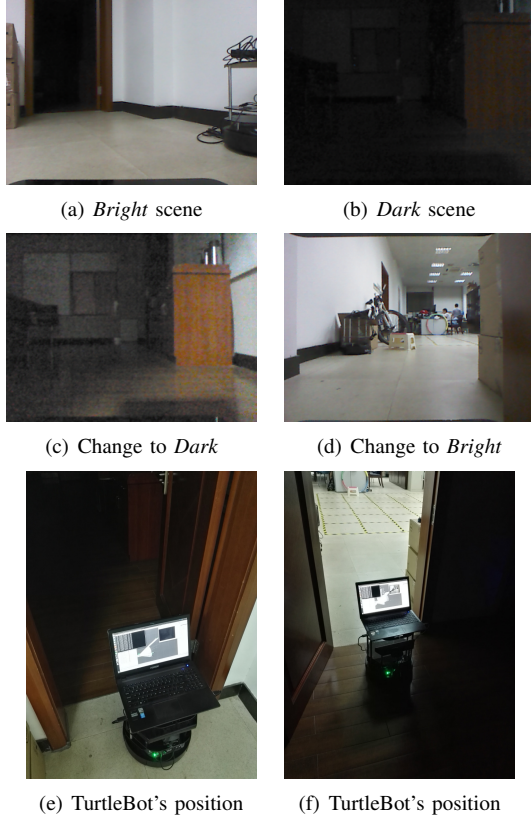 (a) Bright scene
(b) Dark scene
(c) Change to Dark
(d) Change to Bright
(e) TurtleBot's position
(f) TurtleBot's position